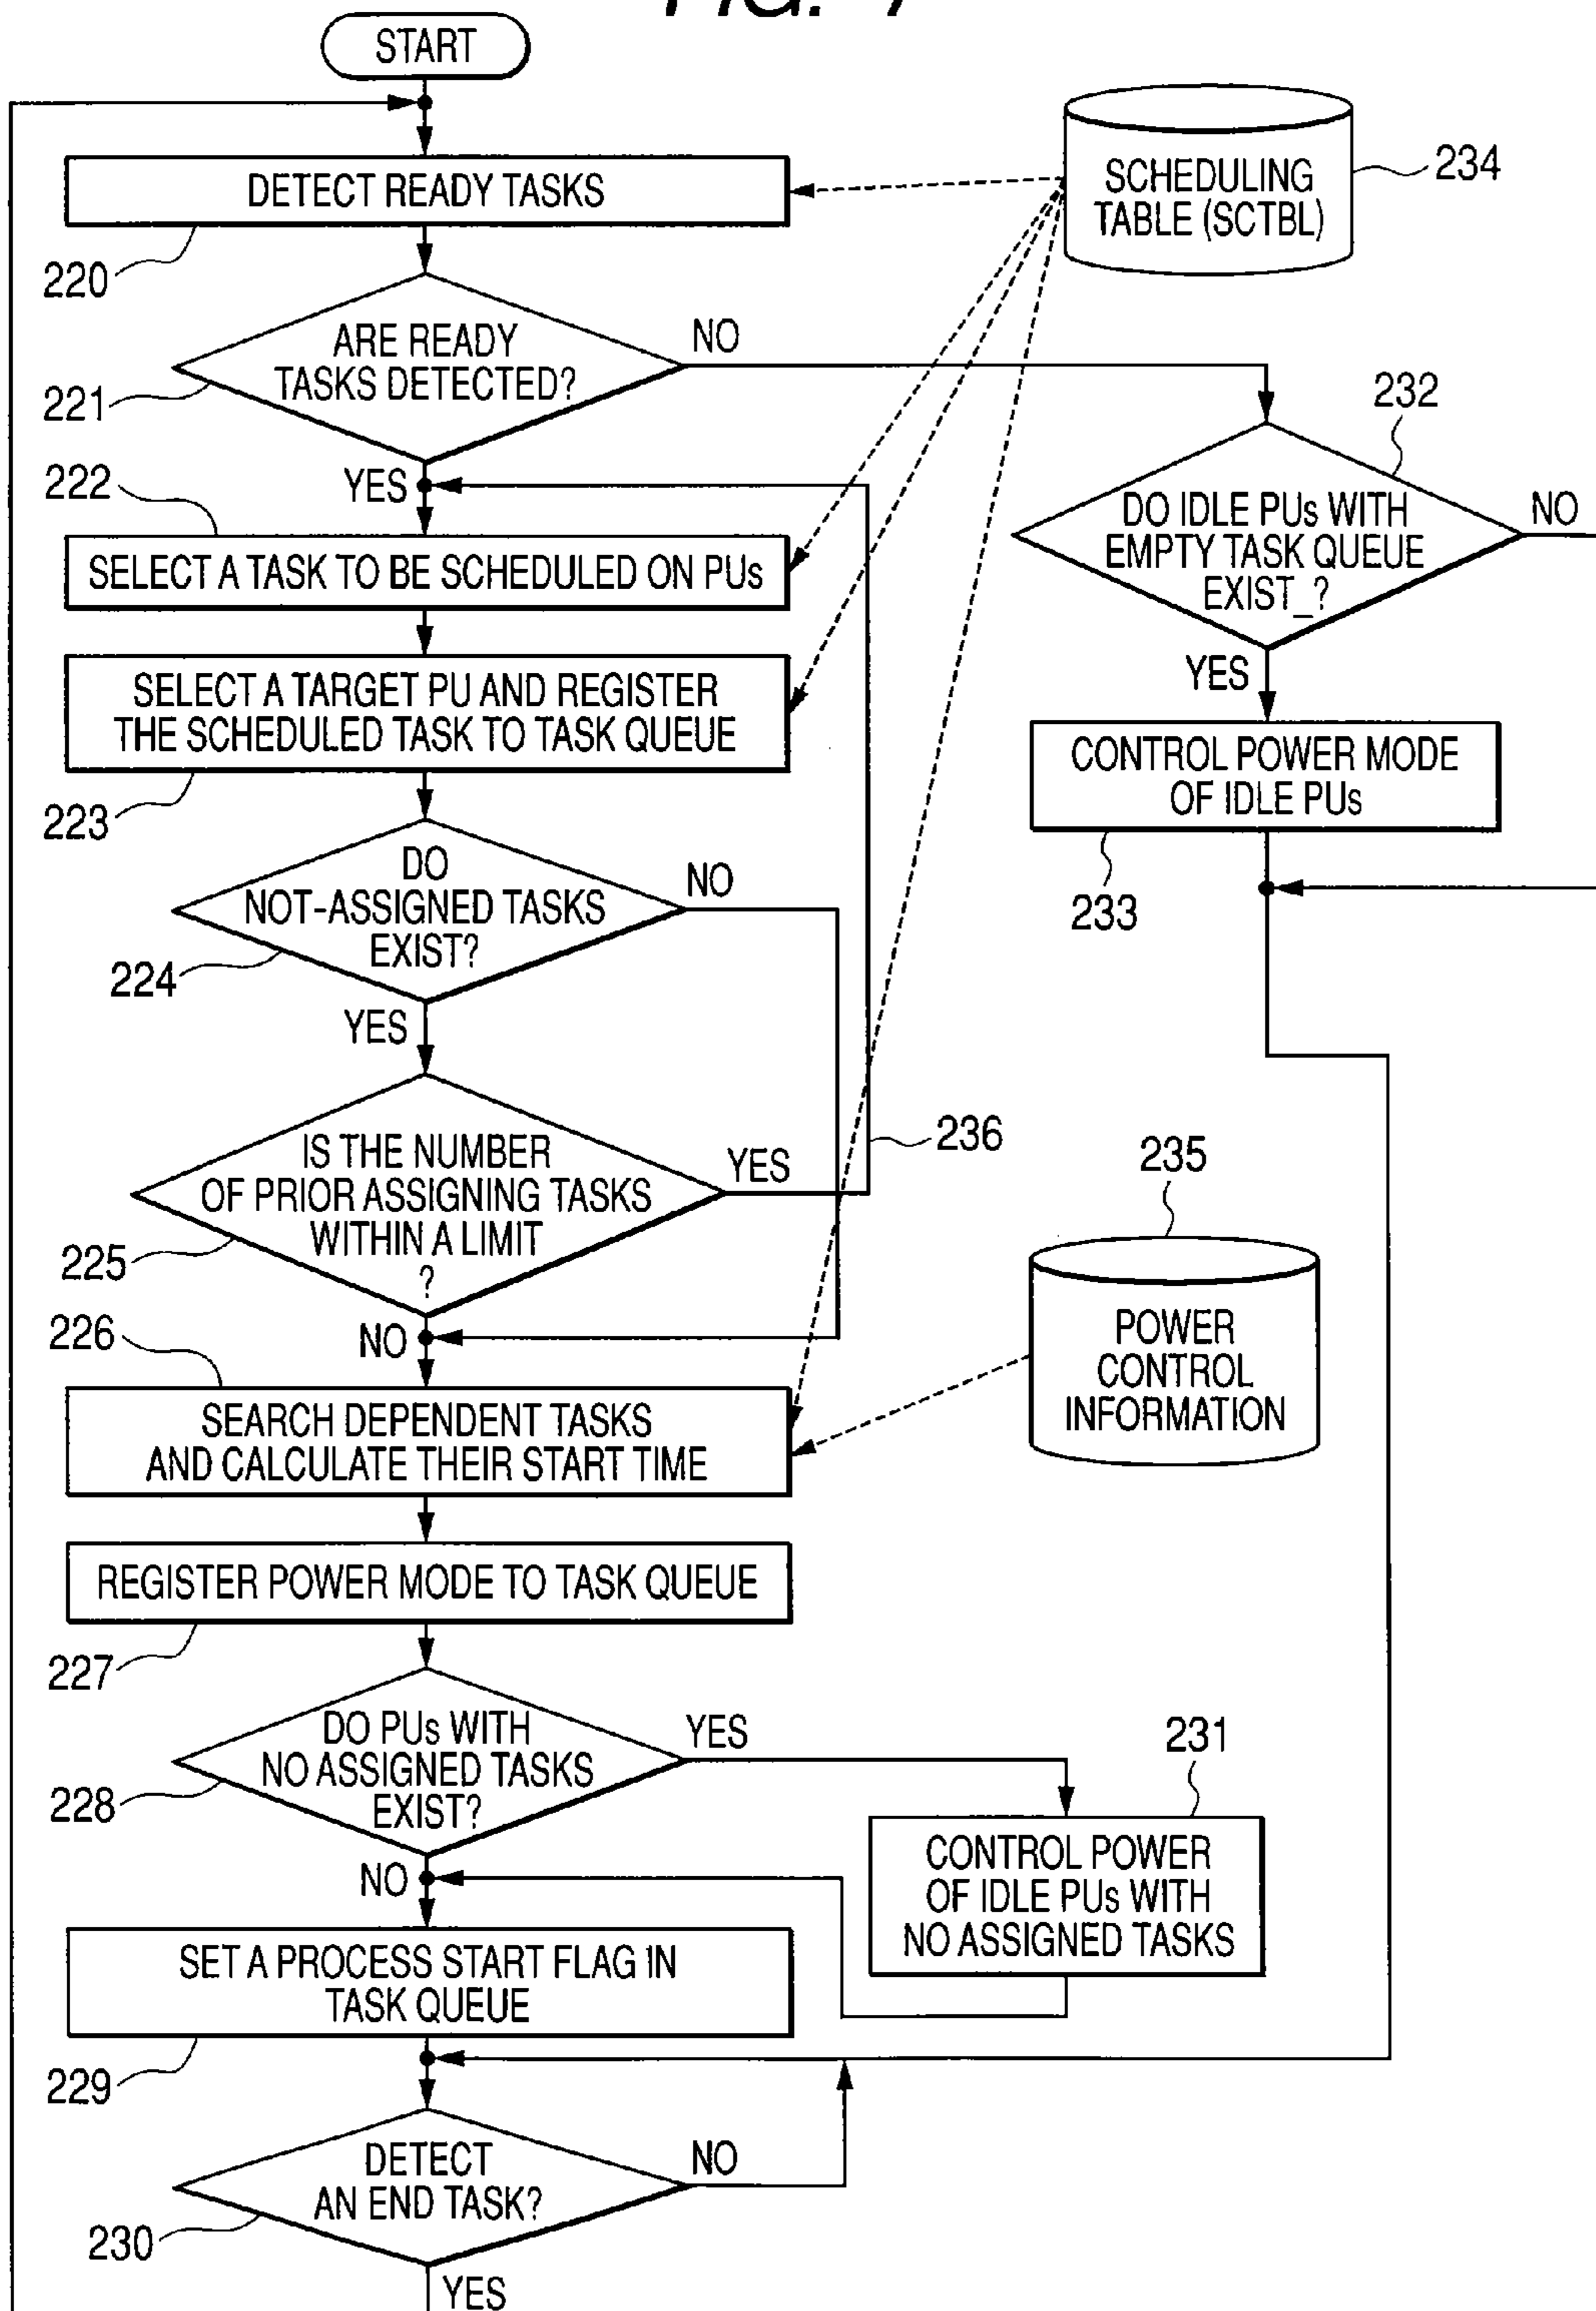 START
DETECT READY TASKS
220
SCHEDULING
TABLE (SCTBL)
234
ARE READY
TASKS DETECTED?
NO
221
YES
232
DO IDLE PUs WITH
EMPTY TASK QUEUE
EXIST_?
NO
YES
222
SELECT A TASK TO BE SCHEDULED ON PUs
SELECT A TARGET PU AND REGISTER
THE SCHEDULED TASK TO TASK QUEUE
223
CONTROL POWER MODE
OF IDLE PUs
233
DO
NOT-ASSIGNED TASKS
EXIST?
NO
224
YES
IS THE NUMBER
OF PRIOR ASSIGNING TASKS
WITHIN A LIMIT
?
YES
236
225
NO
235
POWER
CONTROL
INFORMATION
226
SEARCH DEPENDENT TASKS
AND CALCULATE THEIR START TIME
REGISTER POWER MODE TO TASK QUEUE
227
DO PUs WITH
NO ASSIGNED TASKS
EXIST?
YES
228
NO
231
CONTROL POWER
OF IDLE PUs WITH
NO ASSIGNED TASKS
SET A PROCESS START FLAG IN
TASK QUEUE
229
DETECT
AN END TASK?
NO
230
YES